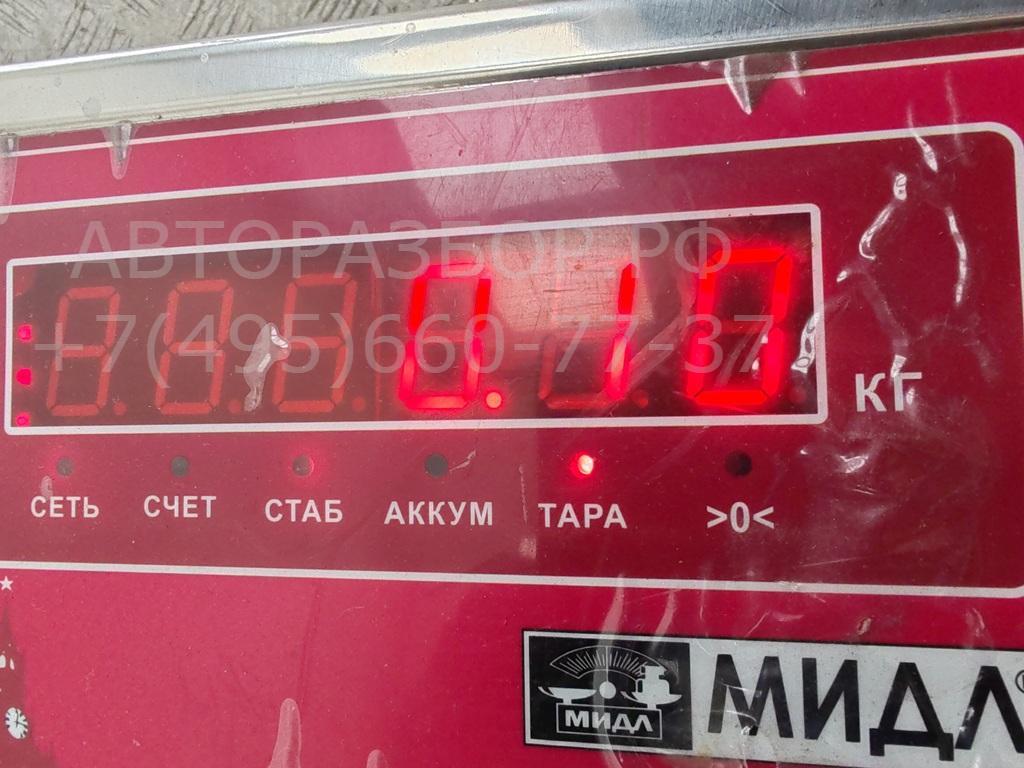 АВТОРАЗБОР.РФ
+7(495)660-77-37
0.10
КГ
СЕТЬ СЧЕТ СТАБ АККУМ ТАРА >0<
МИДЛ МИДЛ®